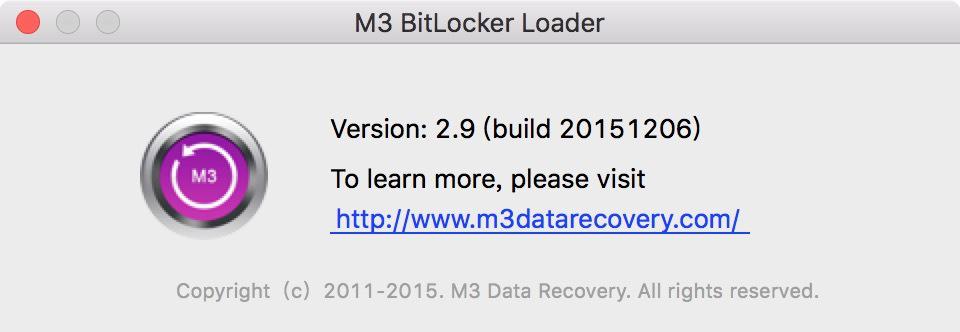 M3 BitLocker Loader
M3
Version: 2.9 (build 20151206)
To learn more, please visit
http://www.m3datarecovery.com/
Copyright（c）2011-2015. M3 Data Recovery. All rights reserved.